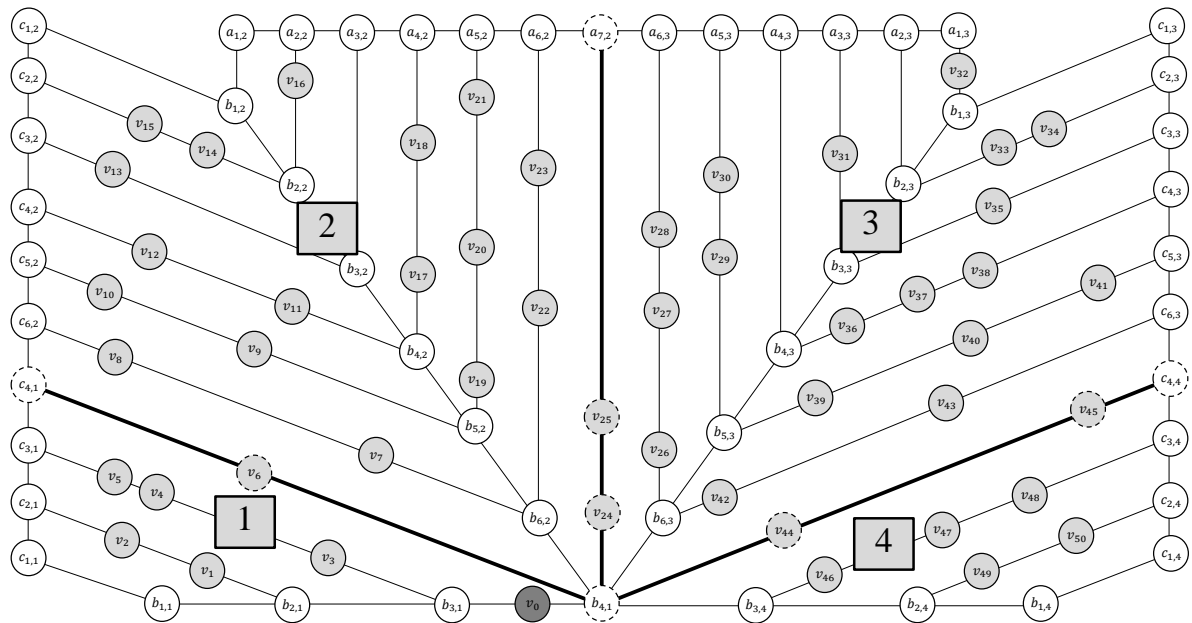 c1,2 a1,2 a2,2 a3,2 a4,2 a5,2 a6,2 a7,2 a6,3 a5,3 a4,3 a3,3 a2,3 a1,3 c1,3
c2,2 v16 v32 c2,3
b1,2 v21 b1,3
v15 v34 c3,3
c3,2 v14 v18 v33
v13 v23 v30 v31
b2,2 b2,3 c4,3
c4,2 2 3 v35
v12 v20 v28 c5,3
c5,2 b3,2 v17 v29 b3,3 v38
v10 v11 v22 v27 v37 v41
c6,2 v36 c6,3
v8 v9 b4,2 b4,3 v40
c4,1 v19 v39 v43 v45 c4,4
b5,2 v25 b5,3
c3,1 v7 v26 c3,4
v5 v6 v42 v48
c2,1 v4 b6,2 v24 b6,3 c2,4
v2 1 v44 v47 4 v50
c1,1 v1 v3 v46 v49 c1,4
b1,1 b2,1 b3,1 v0 b4,1 b3,4 b2,4 b1,4